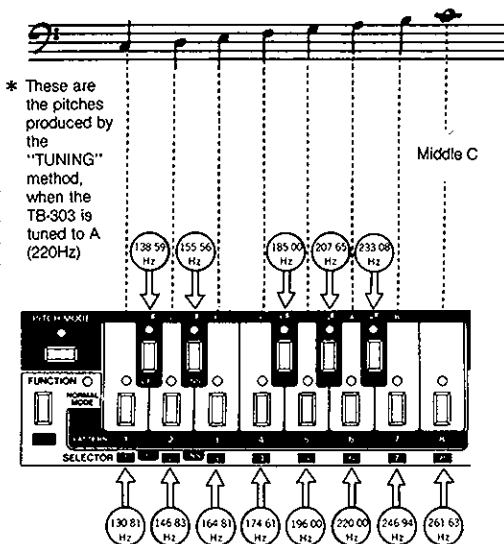 * These are
the pitches
produced by
the
"TUNING"
method,
when the
TB-303 is
tuned to A
(220Hz)
Middle C
138 59
Hz
155 56
Hz
185 00
Hz
207 65
Hz
233 08
Hz
PITCH MODE
FUNCTION
NORMAL
MODE
PATTERN 1 2 3 4 5 6 7 8
SELECTOR
130 81
Hz
146 83
Hz
164 81
Hz
174 61
Hz
196 00
Hz
220 00
Hz
246 94
Hz
261 63
Hz